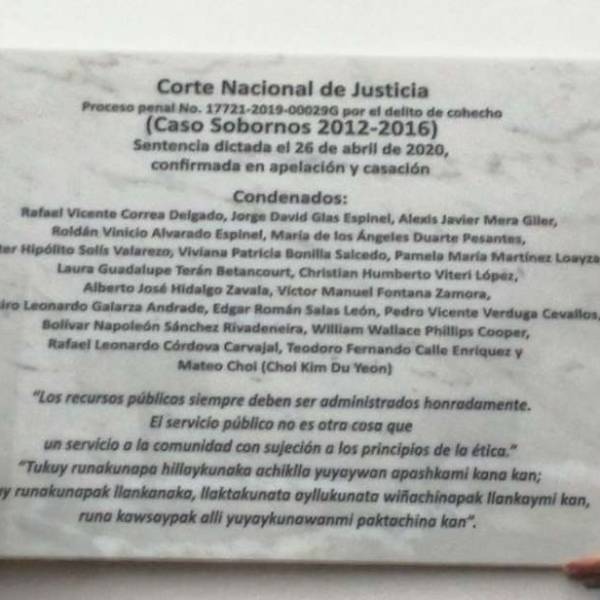 Corte Nacional de Justicia
Proceso penal No. 17721-2019-00029G por el delito de cohecho
(Caso Sobornos 2012-2016)
Sentencia dictada el 26 de abril de 2020,
confirmada en apelación y casación
Condenados:
Rafael Vicente Correa Delgado, Jorge David Glas Espinel, Alexis Javier Mera Giler,
Roldán Vinicio Alvarado Espinel, María de los Ángeles Duarte Pesantes,
ter Hipólito Solís Valarezo, Viviana Patricia Bonilla Salcedo, Pamela María Martínez Loayza
Laura Guadalupe Terán Betancourt, Christian Humberto Viteri López,
Alberto José Hidalgo Zavala, Víctor Manuel Fontana Zamora,
iro Leonardo Galarza Andrade, Edgar Román Salas León, Pedro Vicente Verduga Cevallos,
Bolívar Napoleón Sánchez Rivadeneira, William Wallace Phillips Cooper,
Rafael Leonardo Córdova Carvajal, Teodoro Fernando Calle Enríquez y
Mateo Choi (Choi Kim Du Yeon)
“Los recursos públicos siempre deben ser administrados honradamente.
El servicio público no es otra cosa que
un servicio a la comunidad con sujeción a los principios de la ética.”
“Tukuy runakunapa hillaykunaka achiklla yuyaywan apashkami kana kan;
y runakunapak llankanaka, llaktakunata ayllukunata wiñachinapak llankaymi kan,
runa kawsaypak alli yuyaykunawanmi paktachina kan”.